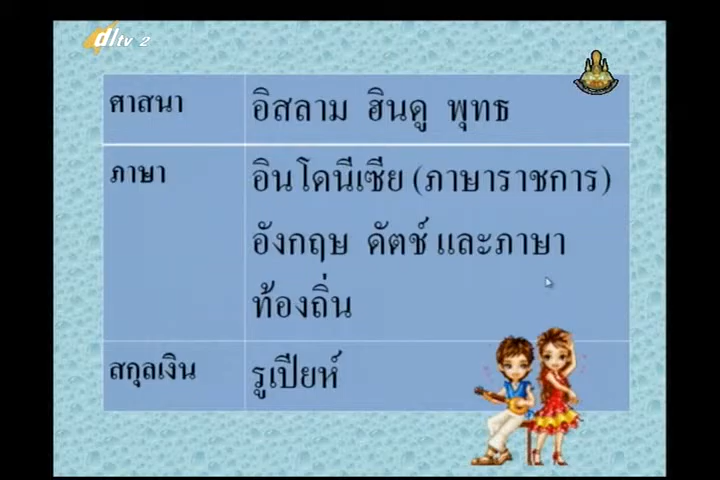 dltv 2
ศาสนา อิสลาม ฮินดู พุทธ
ภาษา อินโดนีเซีย (ภาษาราชการ)
อังกฤษ ดัตช์ และภาษา
ท้องถิ่น
สกุลเงิน รูเปียห์